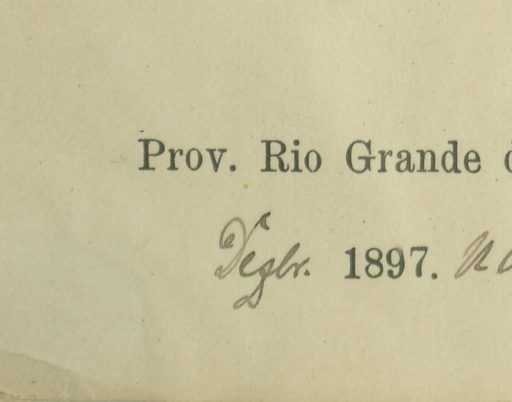 Prov. Rio Grande d
Dezbr. 1897.